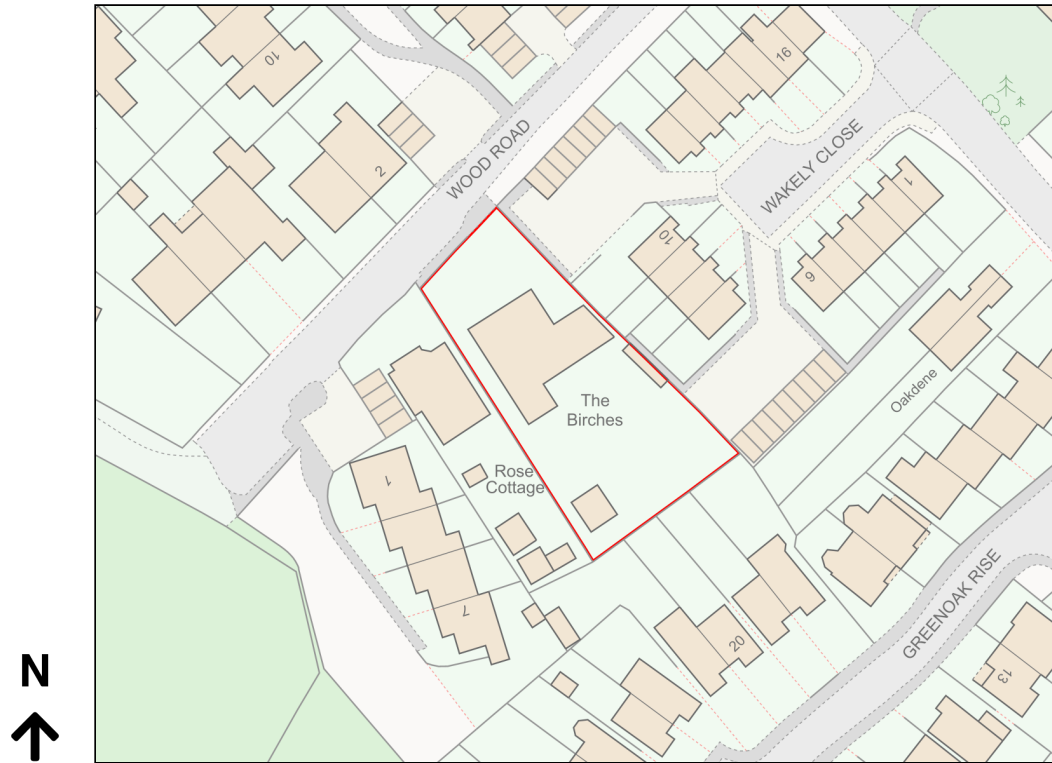 10
16
2
WOOD ROAD
WAKELY CLOSE
1
10
9
Oakdene
The
Birches
Rose
Cottage
1
7
20
GREENOAK RISE
13
N